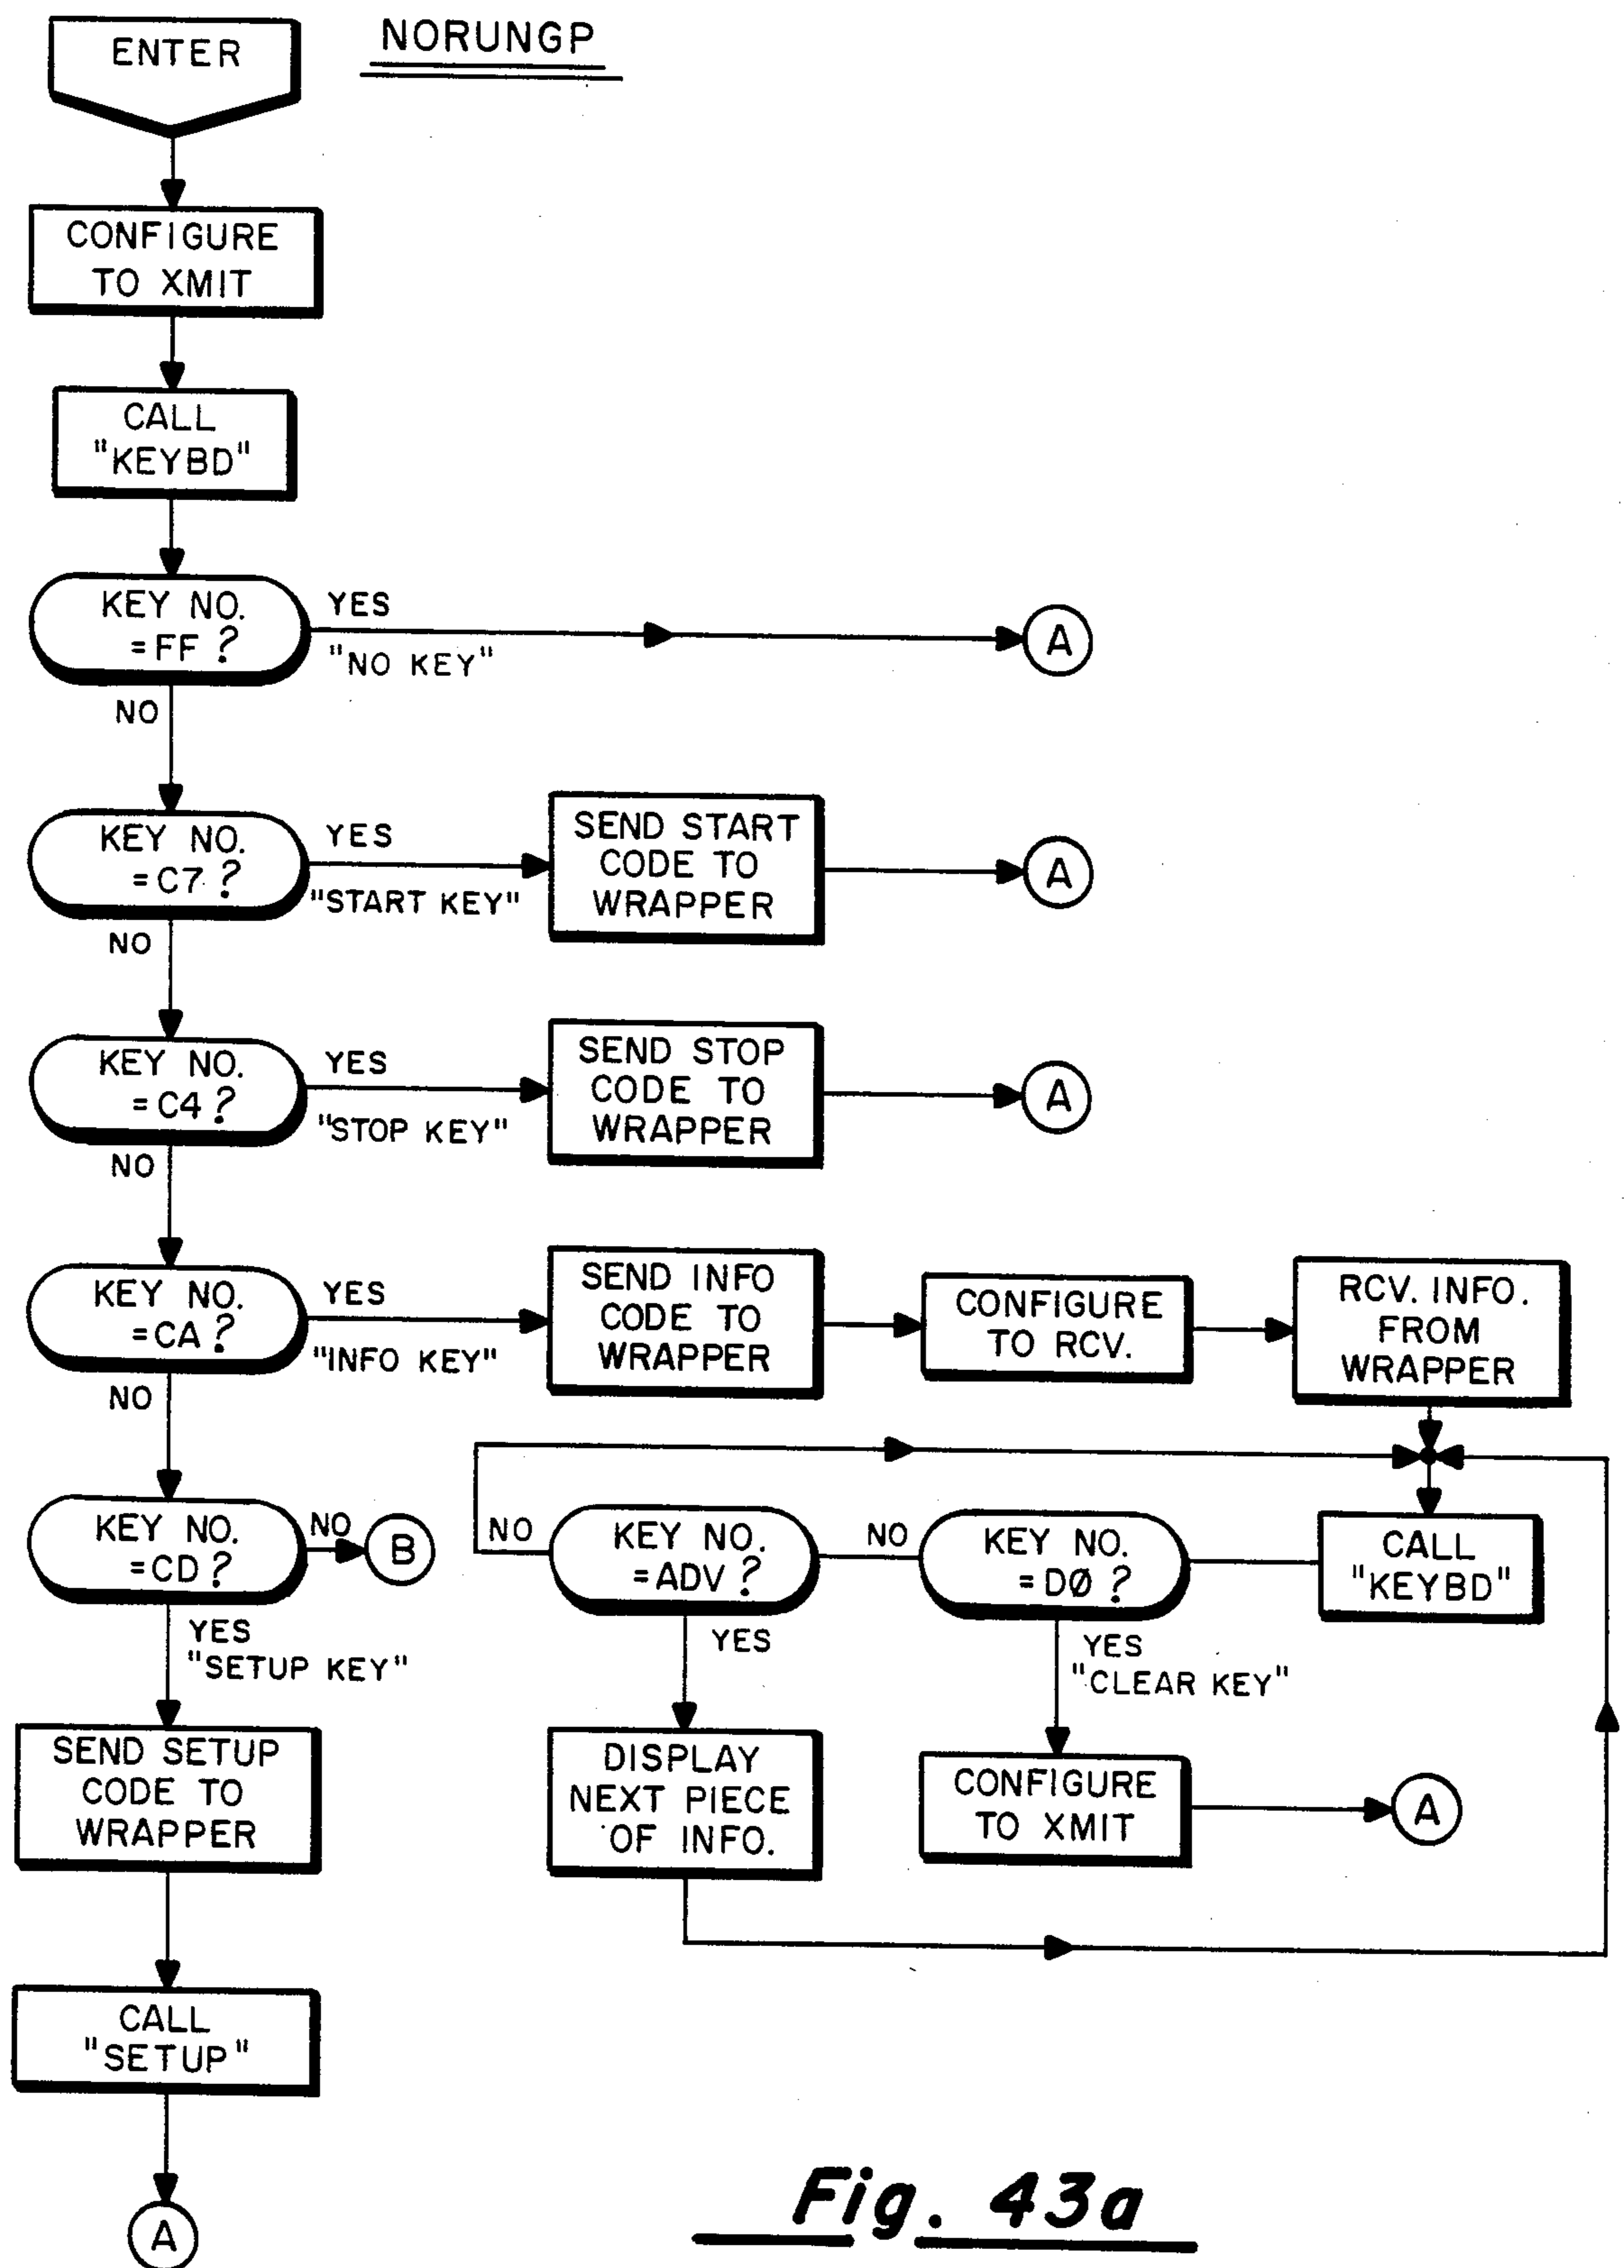 ENTER
NORUNGP
CONFIGURE
TO XMIT
CALL
"KEYBD"
KEY NO.
=FF ?
YES
"NO KEY"
A
NO
KEY NO.
=C7 ?
YES
"START KEY"
SEND START
CODE TO
WRAPPER
A
NO
KEY NO.
=C4 ?
YES
"STOP KEY"
SEND STOP
CODE TO
WRAPPER
A
NO
KEY NO.
=CA ?
YES
"INFO KEY"
SEND INFO
CODE TO
WRAPPER
CONFIGURE
TO RCV.
RCV. INFO.
FROM
WRAPPER
NO
KEY NO.
=CD ?
NO
B
NO
KEY NO.
=ADV ?
NO
KEY NO.
=DØ ?
CALL
"KEYBD"
YES
"SETUP KEY"
YES
YES
"CLEAR KEY"
SEND SETUP
CODE TO
WRAPPER
DISPLAY
NEXT PIECE
OF INFO.
CONFIGURE
TO XMIT
A
CALL
"SETUP"
A
Fig. 43a